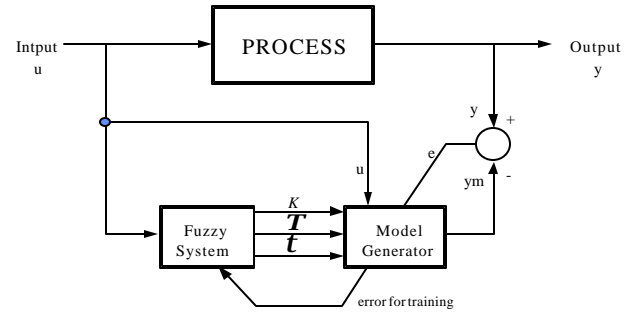 Intput
u
PROCESS
Output
y
y
+
e
u
ym
-
K
T
t
Fuzzy
System
Model
Generator
error for training